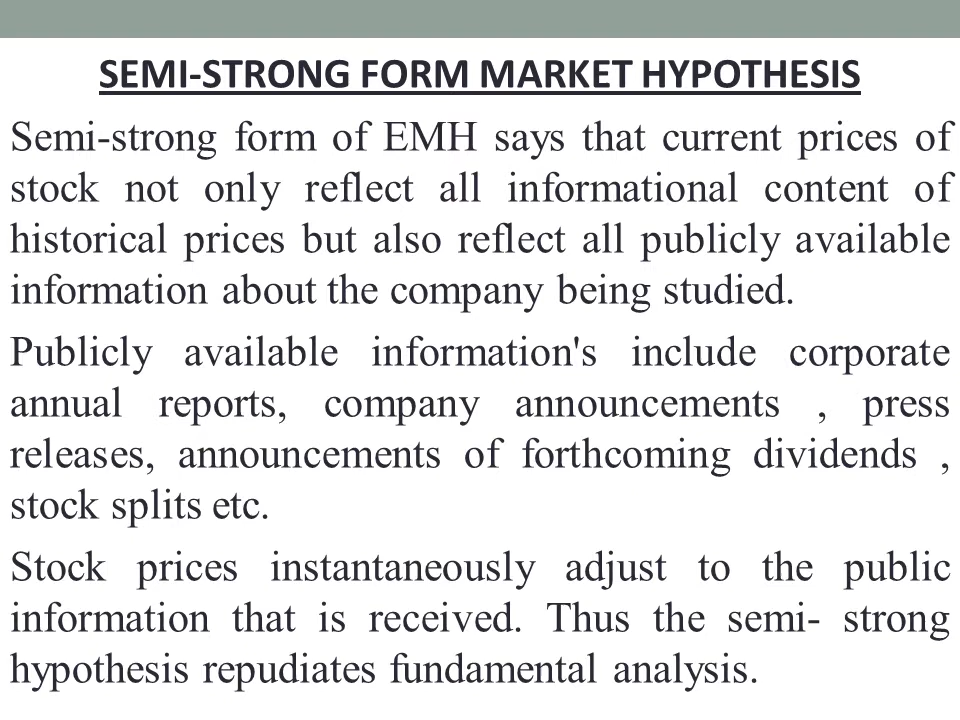 SEMI-STRONG FORM MARKET HYPOTHESIS
Semi-strong form of EMH says that current prices of
stock not only reflect all informational content of
historical prices but also reflect all publicly available
information about the company being studied.
Publicly available information's include corporate
annual reports, company announcements , press
releases, announcements of forthcoming dividends ,
stock splits etc.
Stock prices instantaneously adjust to the public
information that is received. Thus the semi- strong
hypothesis repudiates fundamental analysis.